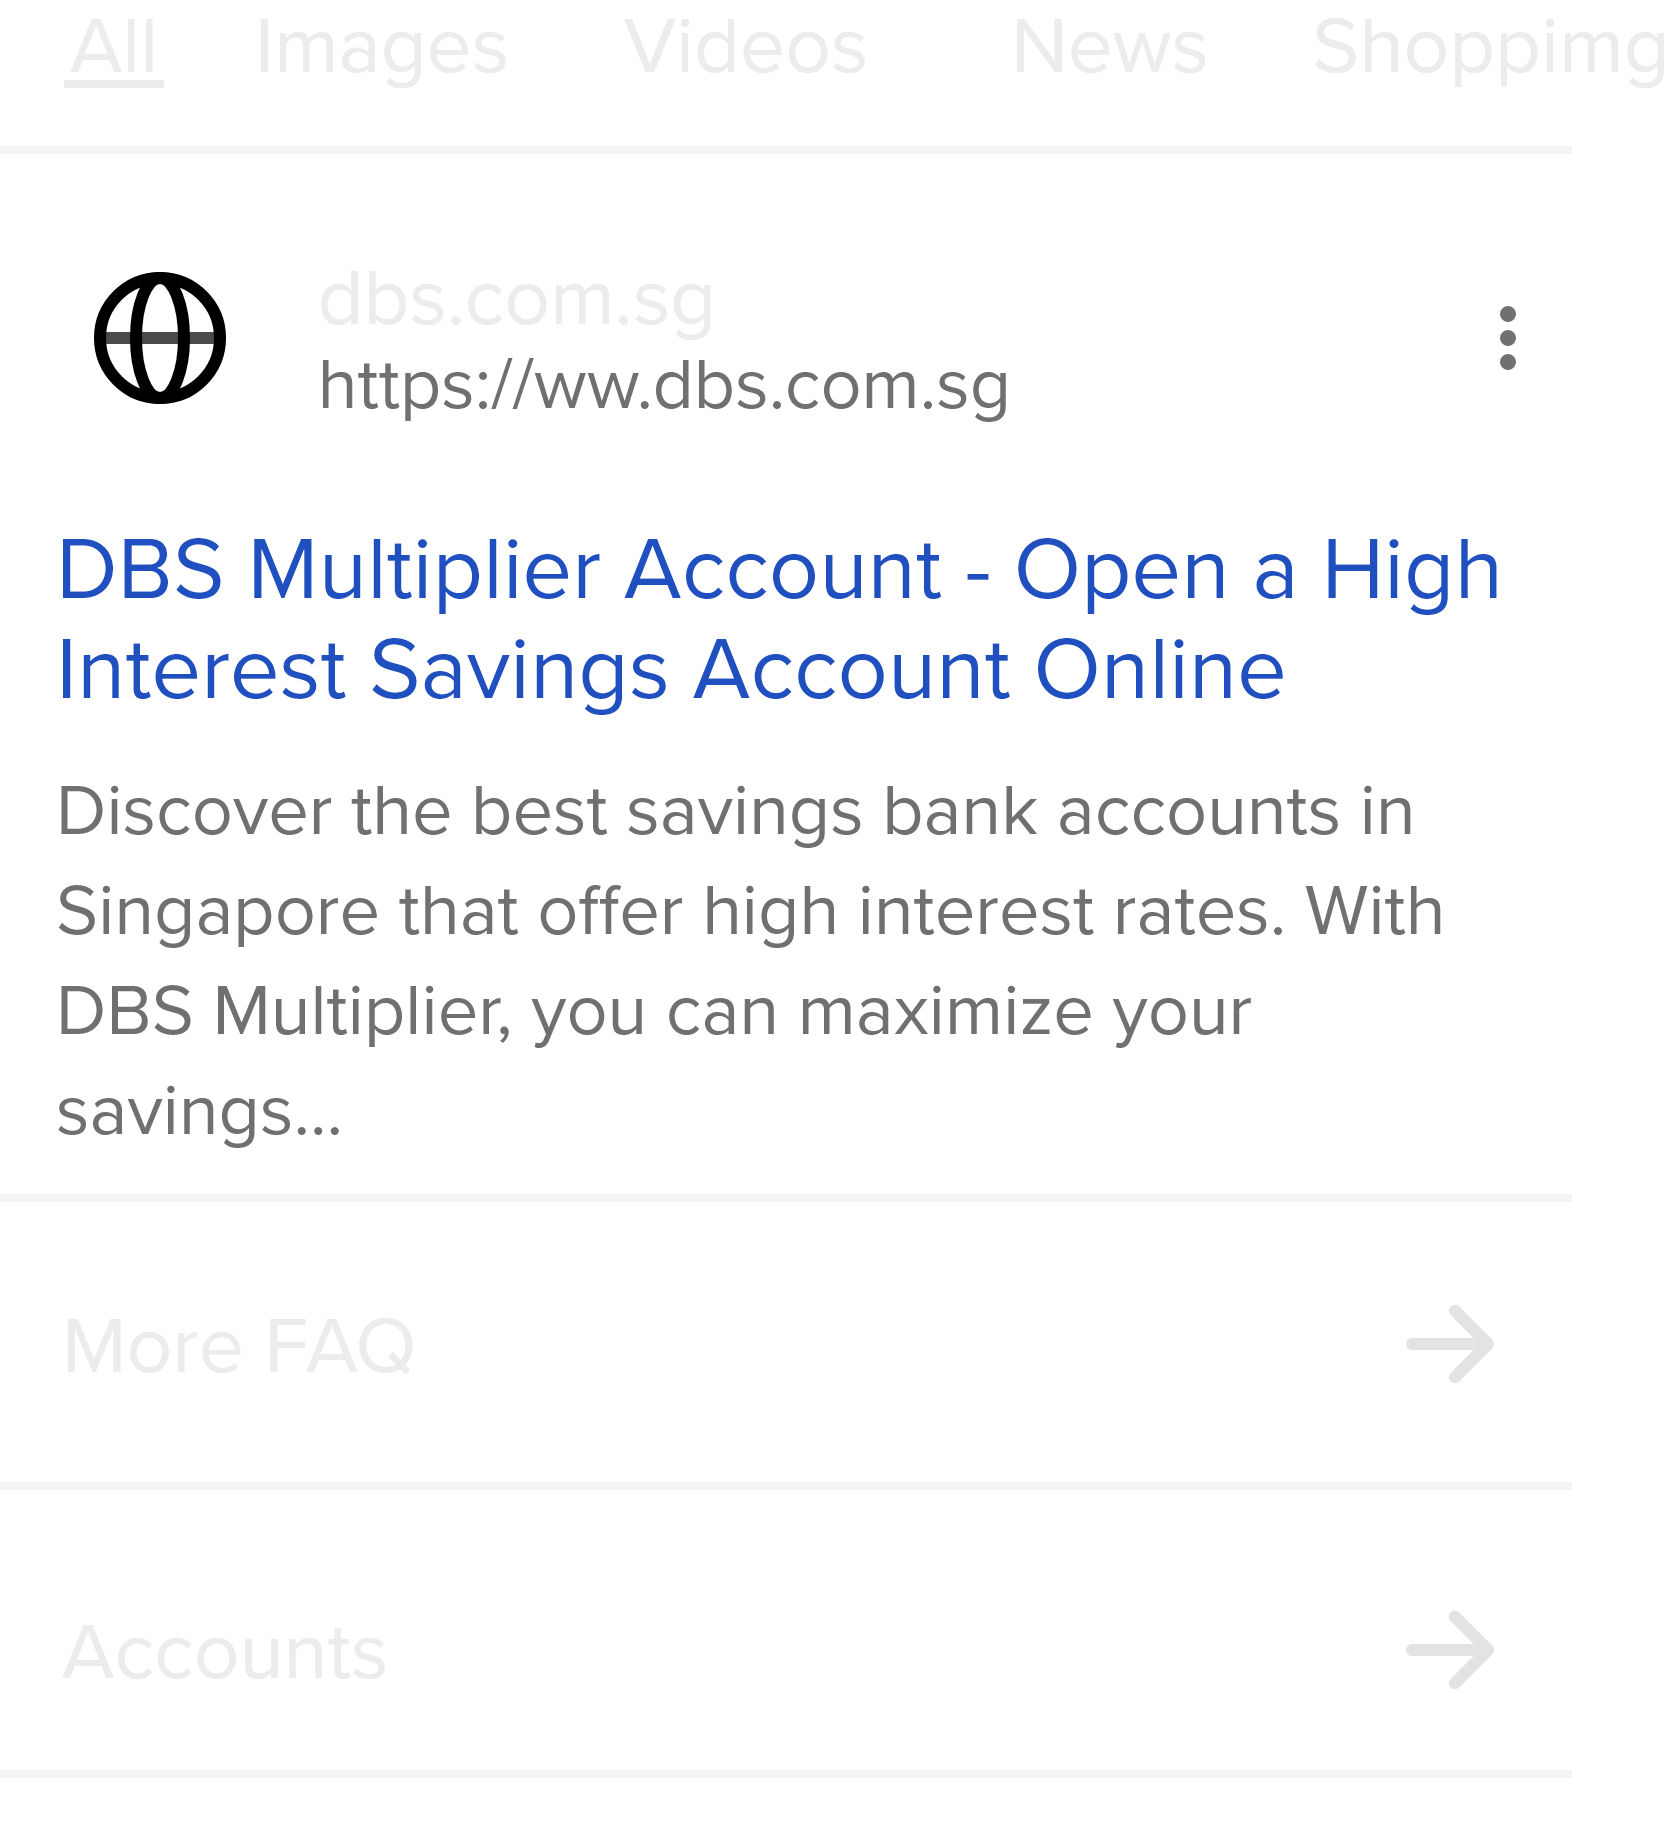 All Images Videos News Shoppimg
dbs.com.sg
https://ww.dbs.com.sg
DBS Multiplier Account - Open a High
Interest Savings Account Online
Discover the best savings bank accounts in
Singapore that offer high interest rates. With
DBS Multiplier, you can maximize your
savings...
More FAQ
Accounts